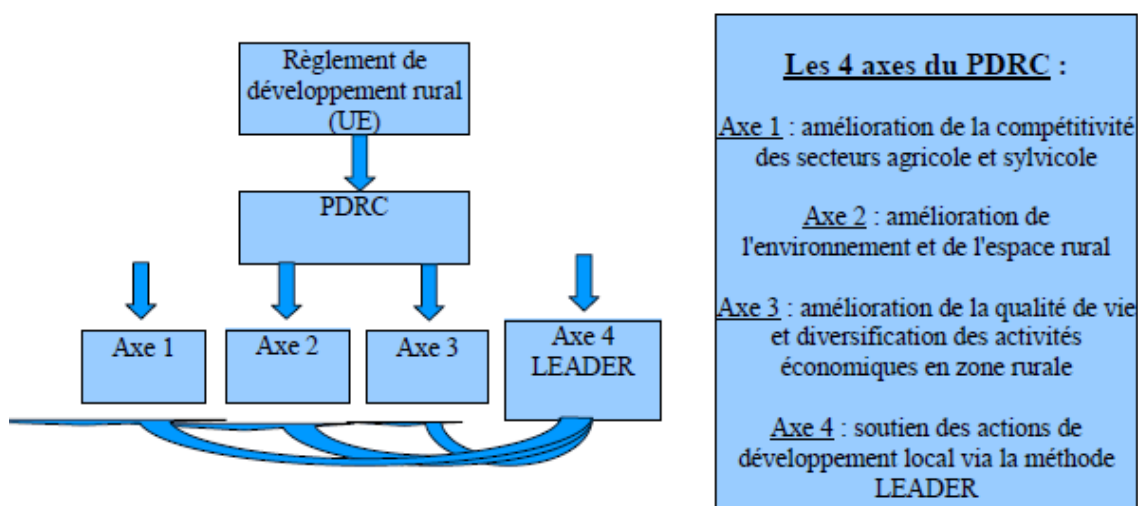 Règlement de
développement rural
(UE)
PDRC
Axe 1
Axe 2
Axe 3
Axe 4
LEADER
Les 4 axes du PDRC :
Axe 1 : amélioration de la compétitivité
des secteurs agricole et sylvicole
Axe 2 : amélioration de
l'environnement et de l'espace rural
Axe 3 : amélioration de la qualité de vie
et diversification des activités
économiques en zone rurale
Axe 4 : soutien des actions de
développement local via la méthode
LEADER